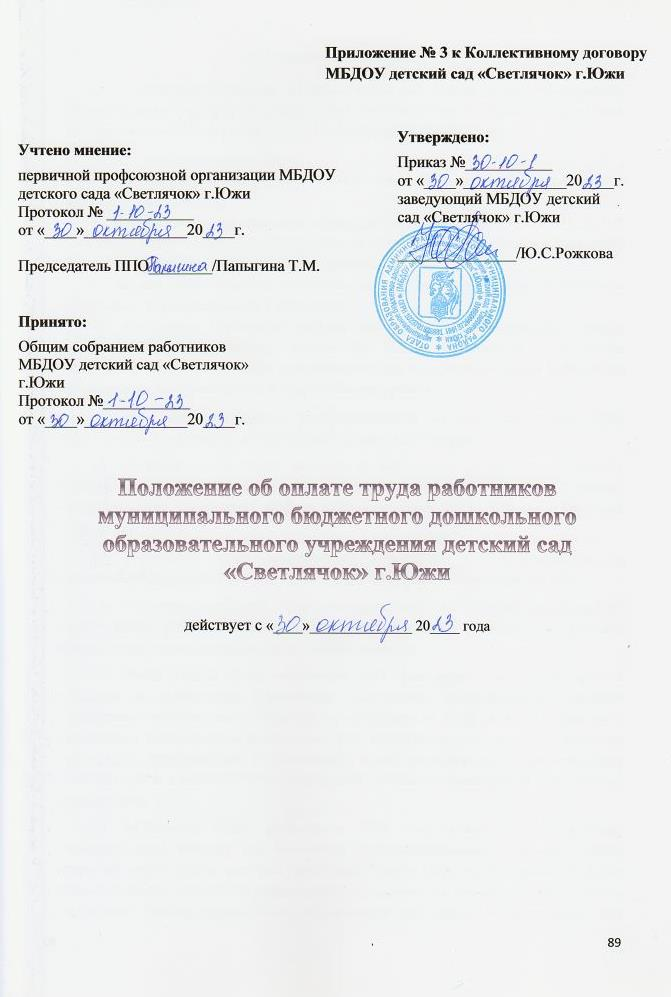 Приложение № 3 к Коллективному договору
МБДОУ детский сад «Светлячок» г.Южи
Учтено мнение:
первичной профсоюзной организации МБДОУ
детского сада «Светлячок» г.Южи
Протокол № 1-10-23
от «30» октября 2023 г.
Председатель ППО Папыгина/Папыгина Т.М.
Утверждено:
Приказ № 30-10-1
от «30» октября 2023 г.
заведующий МБДОУ детский
сад «Светлячок» г.Южи
/Ю.С.Рожкова
Принято:
Общим собранием работников
МБДОУ детский сад «Светлячок»
г.Южи
Протокол № 1-10-23
от «30» октября 2023 г.
Положение об оплате труда работников
муниципального бюджетного дошкольного
образовательного учреждения детский сад
«Светлячок» г.Южи
действует с «30» октября 2023 года
89